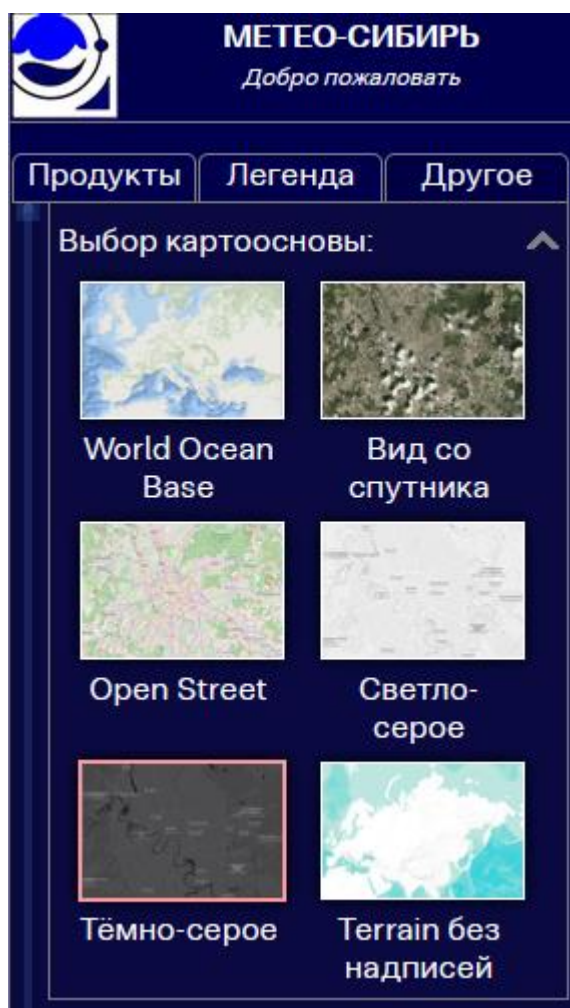 МЕТЕО-СИБИРЬ
Добро пожаловать
Продукты Легенда Другое
Выбор картоосновы:
World Ocean
Base
Вид со
спутника
Open Street
Светло-
серое
Тёмно-серое
Terrain без
надписей